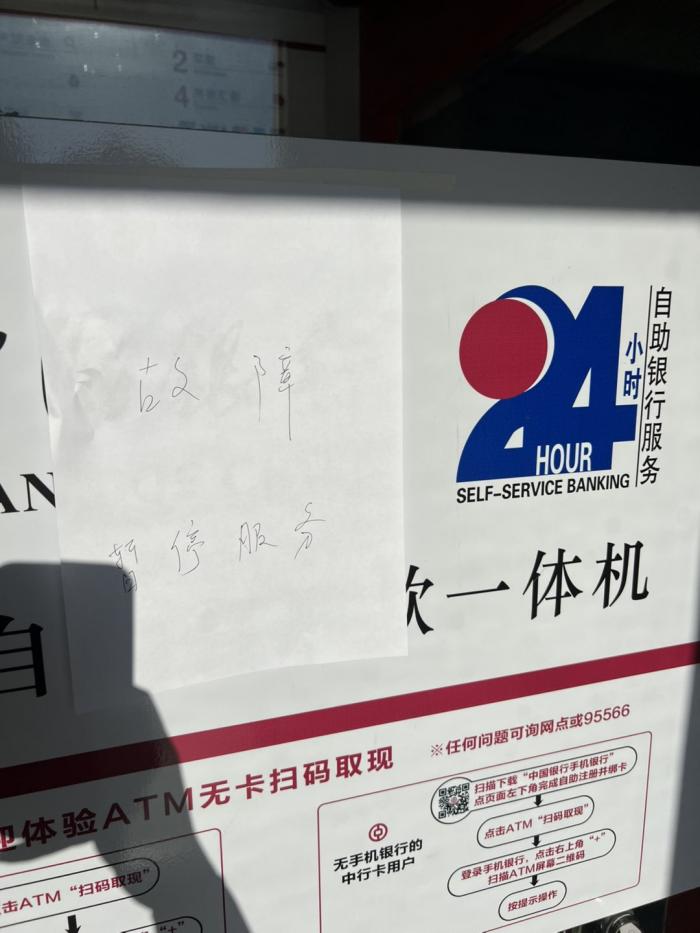 2
4
故障
暂停服务
24
小时
HOUR
SELF-SERVICE BANKING
自助银行服务
AN
自
款一体机
※任何问题可询网点或95566
迎体验ATM无卡扫码取现
无手机银行的
中行卡用户
扫描下载“中国银行手机银行”
点页面左下角完成自助注册并绑卡
点击ATM“扫码取现”
登录手机银行，点击右上角“+”
扫描ATM屏幕二维码
按提示操作
点击ATM“扫码取现”
“+”